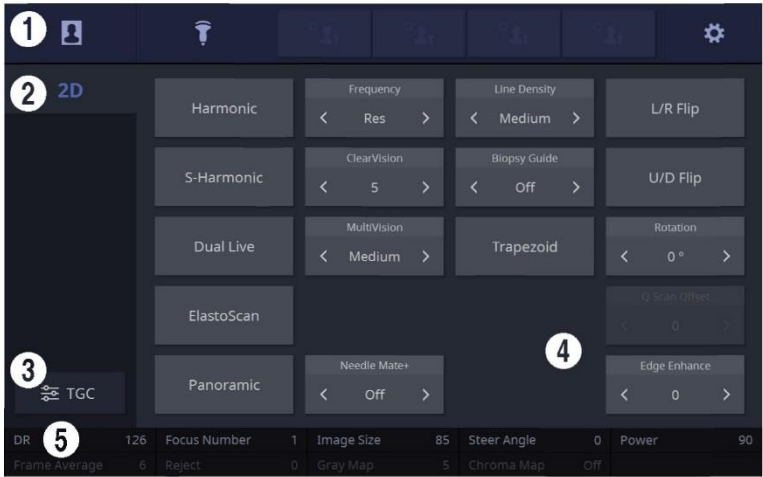 1
2 2D
Harmonic
Frequency
Res
Line Density
Medium
L/R Flip
S-Harmonic
ClearVision
5
Biopsy Guide
Off
U/D Flip
Dual Live
MultiVision
Medium
Trapezoid
Rotation
0 °
ElastoScan
4
Q Scan Offset
0
3
TGC
Panoramic
Needle Mate+
Off
Edge Enhance
0
DR 5 126 Focus Number 1 Image Size 85 Steer Angle 0 Power 90
Frame Average 6 Reject 0 Gray Map 5 Chroma Map Off